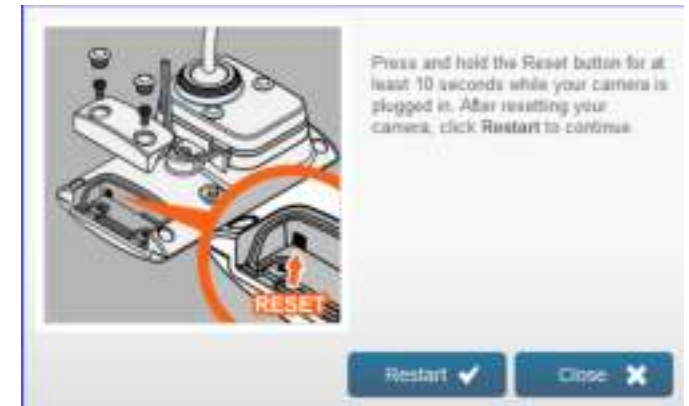 Press and hold the Reset button for at
least 10 seconds while your camera is
plugged in. After resetting your
camera, click Restart to continue.
RESET
Restart
Close